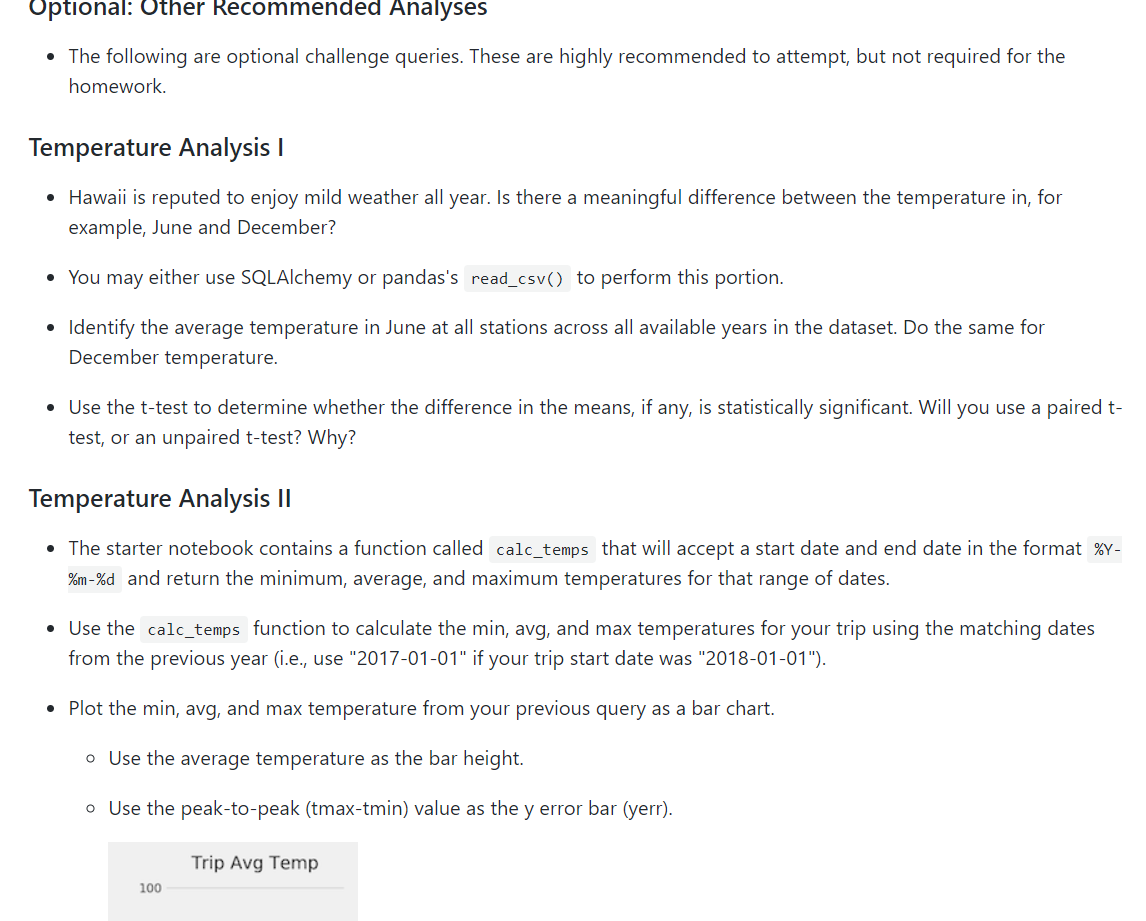 Optional: Other Recommended Analyses
The following are optional challenge queries. These are highly recommended to attempt, but not required for the
homework.
Temperature Analysis I
Hawaii is reputed to enjoy mild weather all year. Is there a meaningful difference between the temperature in, for
example, June and December?
You may either use SQLAlchemy or pandas's read_csv() to perform this portion.
Identify the average temperature in June at all stations across all available years in the dataset. Do the same for
December temperature.
Use the t-test to determine whether the difference in the means, if any, is statistically significant. Will you use a paired t-
test, or an unpaired t-test? Why?
Temperature Analysis II
The starter notebook contains a function called calc_temps that will accept a start date and end date in the format %Y-
%m-%d and return the minimum, average, and maximum temperatures for that range of dates.
Use the calc_temps function to calculate the min, avg, and max temperatures for your trip using the matching dates
from the previous year (i.e., use "2017-01-01" if your trip start date was "2018-01-01").
Plot the min, avg, and max temperature from your previous query as a bar chart.
Use the average temperature as the bar height.
Use the peak-to-peak (tmax-tmin) value as the y error bar (yerr).
Trip Avg Temp
100